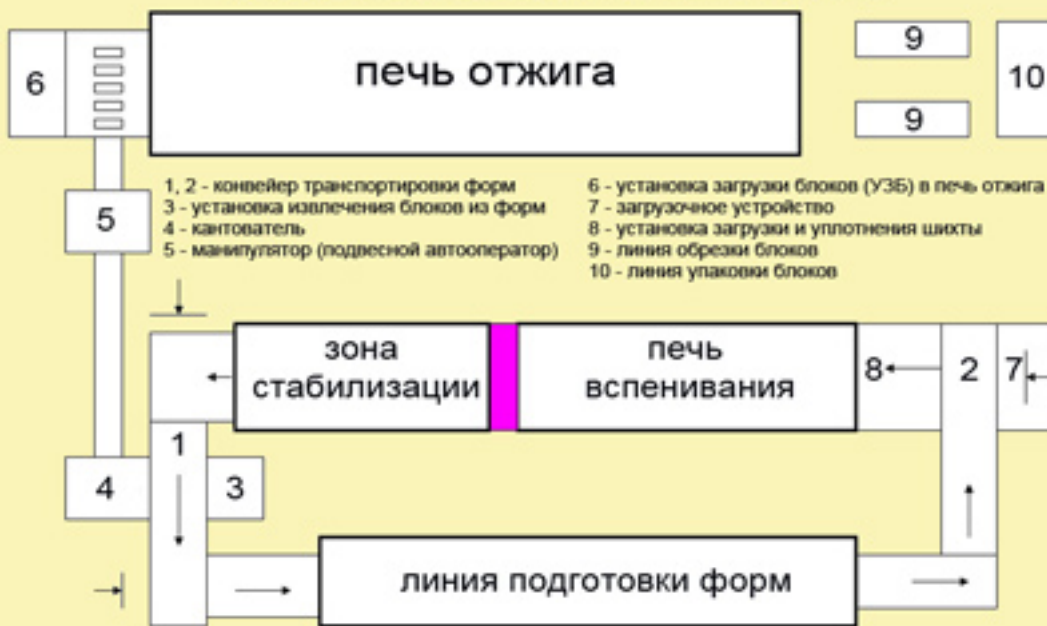 печь отжига
6
9
9
10
5
1, 2 - конвейер транспортировки форм
3 - установка извлечения блоков из форм
4 - кантователь
5 - манипулятор (подвесной автооператор)
6 - установка загрузки блоков (УЗБ) в печь отжига
7 - загрузочное устройство
8 - установка загрузки и уплотнения шихты
9 - линия обрезки блоков
10 - линия упаковки блоков
зона
стабилизации
печь
вспенивания
8
2
7
1
4
3
линия подготовки форм